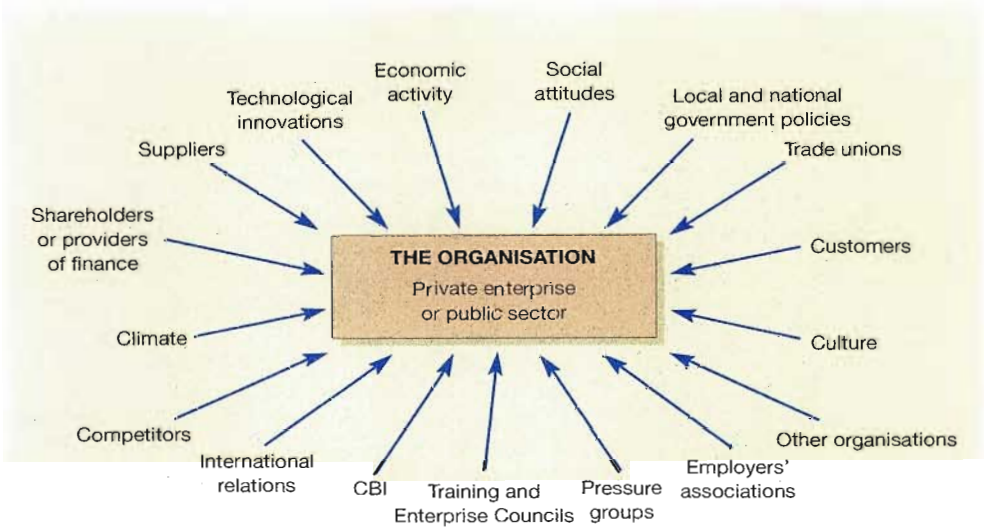 Economic
activity
Social
attitudes
Technological
innovations
Local and national
government policies
Suppliers
Trade unions
Shareholders
or providers
of finance
THE ORGANISATION
Private enterprise
or public sector
Customers
Climate
Culture
Competitors
Other organisations
International
relations
CBI
Training and
Enterprise Councils
Pressure
groups
Employers'
associations